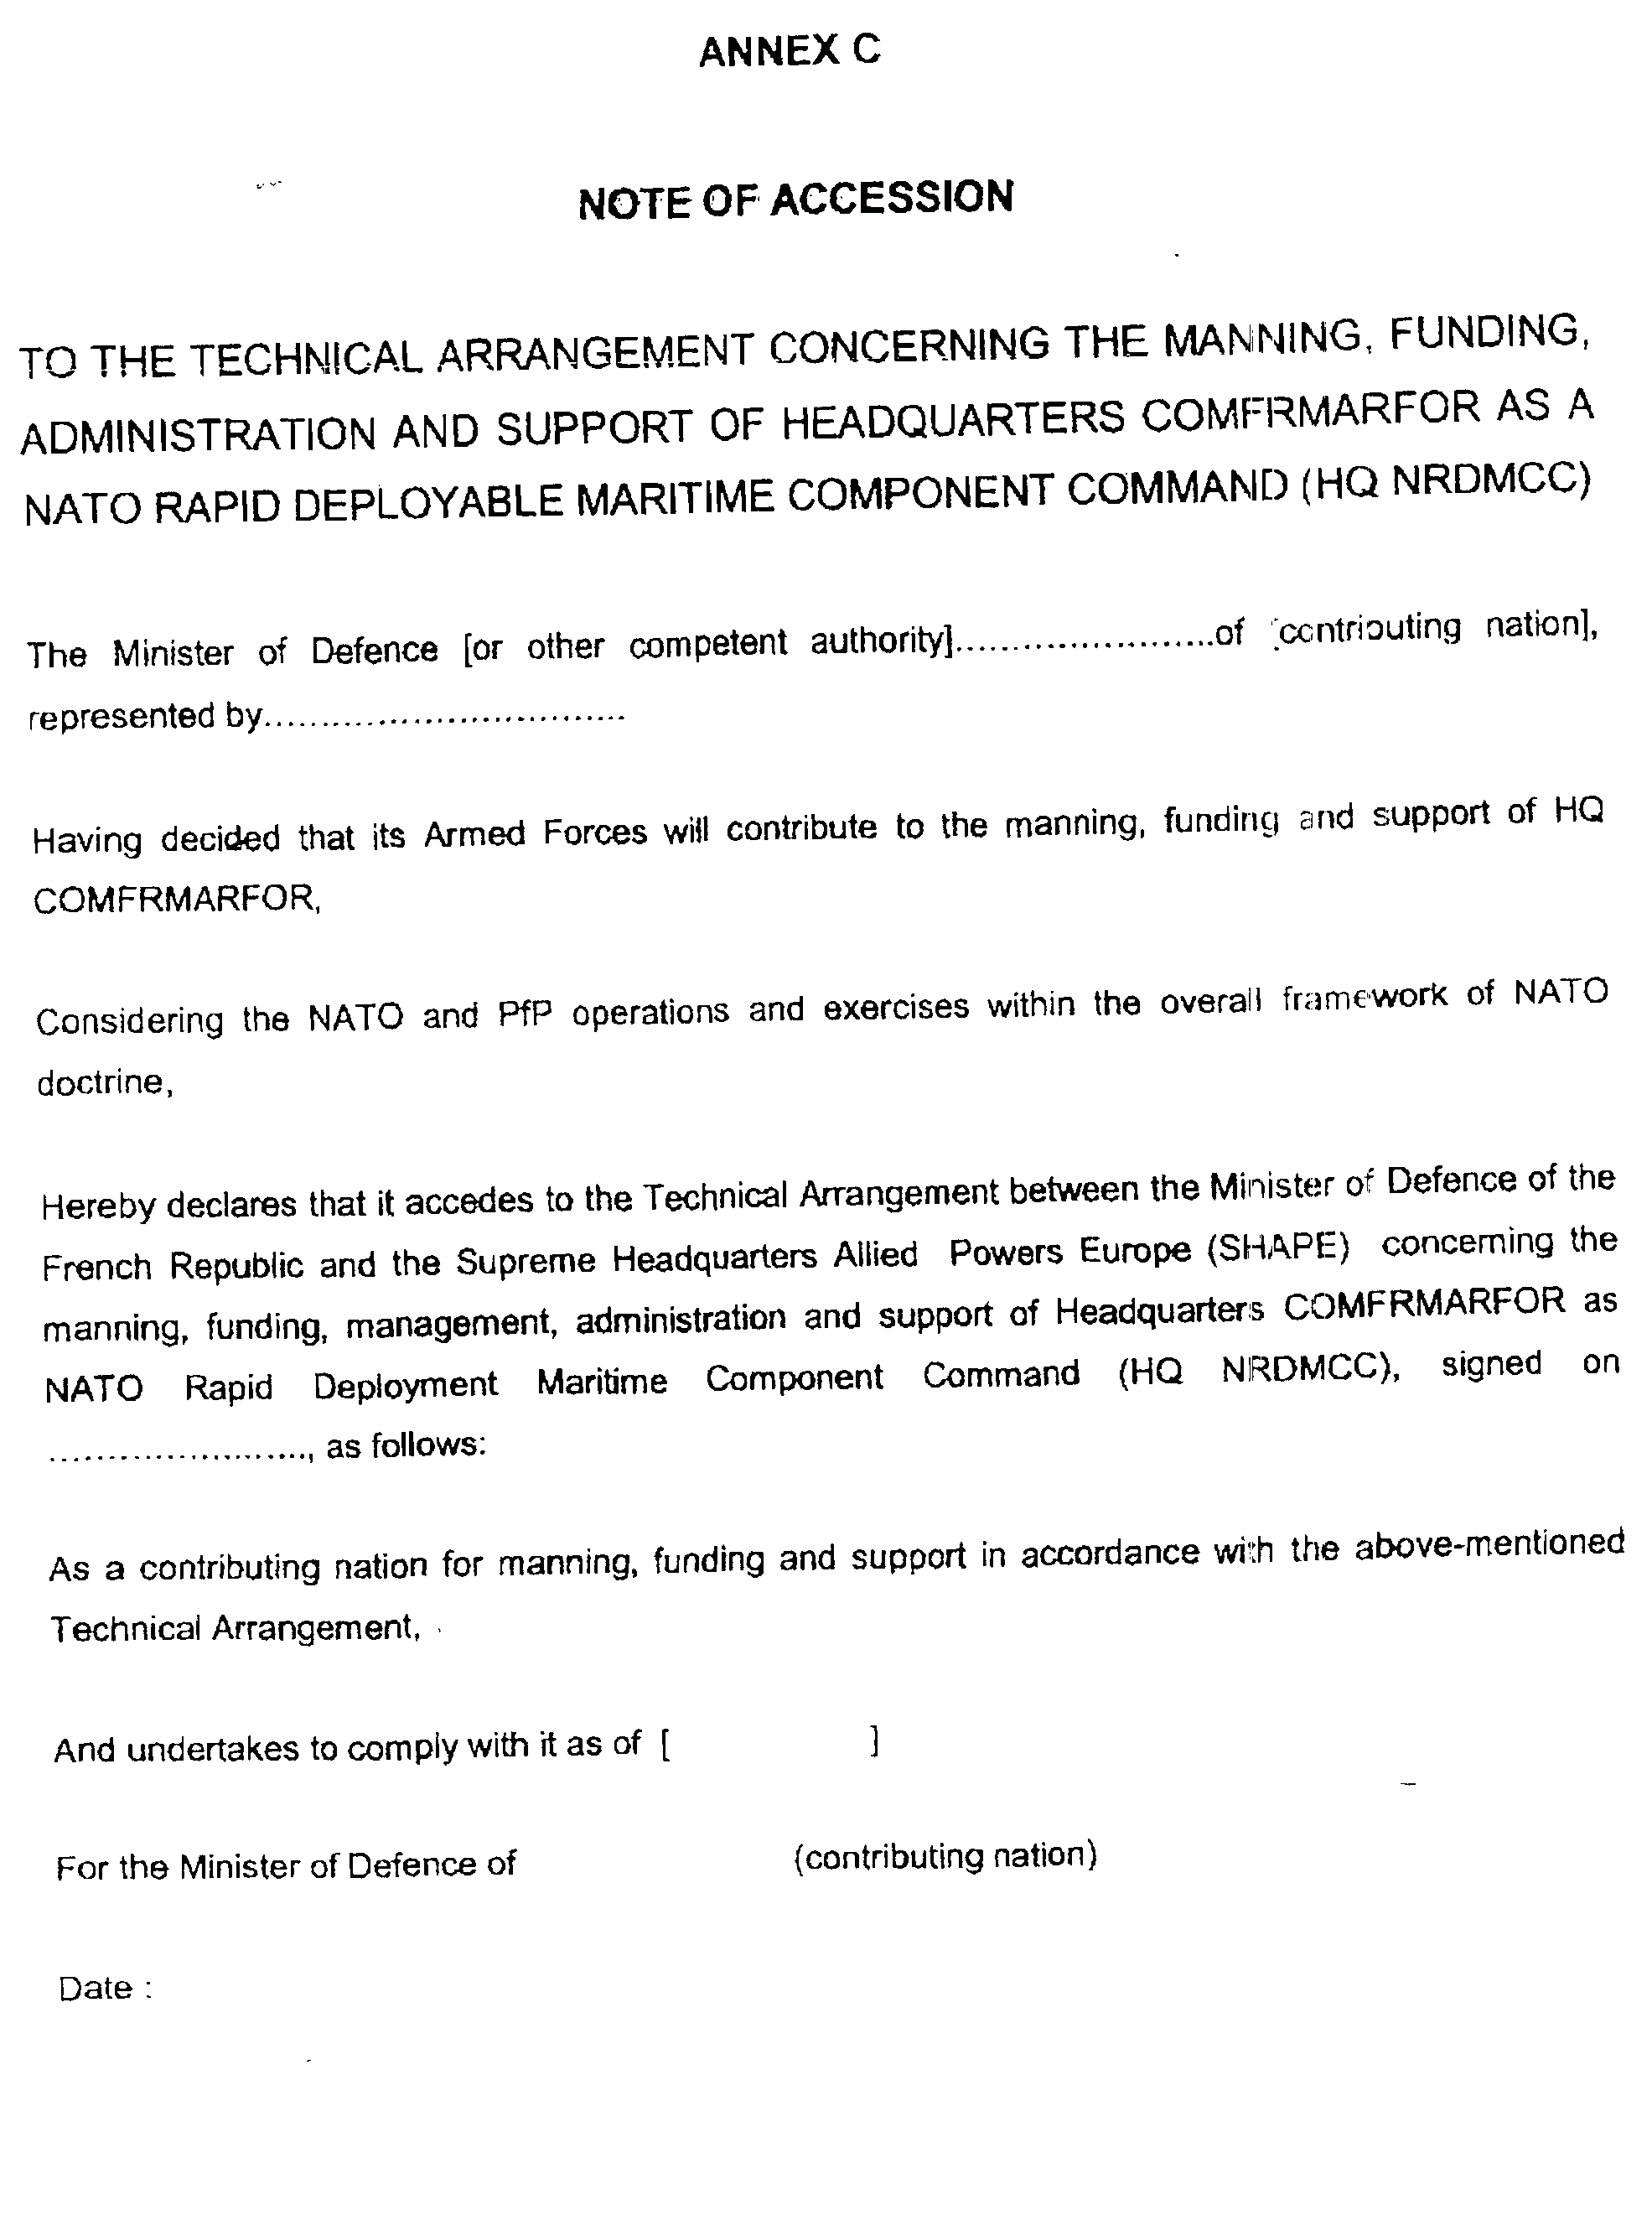 ANNEX C
NOTE OF ACCESSION
TO THE TECHNICAL ARRANGEMENT CONCERNING THE MANNING, FUNDING,
ADMINISTRATION AND SUPPORT OF HEADQUARTERS COMFRMARFOR AS A
NATO RAPID DEPLOYABLE MARITIME COMPONENT COMMAND (HQ NRDMCC)
The Minister of Defence [or other competent authority].......................of [contributing nation],
represented by................................
Having decided that its Armed Forces will contribute to the manning, funding and support of HQ
COMFRMARFOR,
Considering the NATO and PfP operations and exercises within the overall framework of NATO
doctrine,
Hereby declares that it accedes to the Technical Arrangement between the Minister of Defence of the
French Republic and the Supreme Headquarters Allied Powers Europe (SHAPE) concerning the
manning, funding, management, administration and support of Headquarters COMFRMARFOR as
NATO Rapid Deployment Maritime Component Command (HQ NRDMCC), signed on
......................, as follows:
As a contributing nation for manning, funding and support in accordance with the above-mentioned
Technical Arrangement,
And undertakes to comply with it as of [ ]
For the Minister of Defence of (contributing nation)
Date :